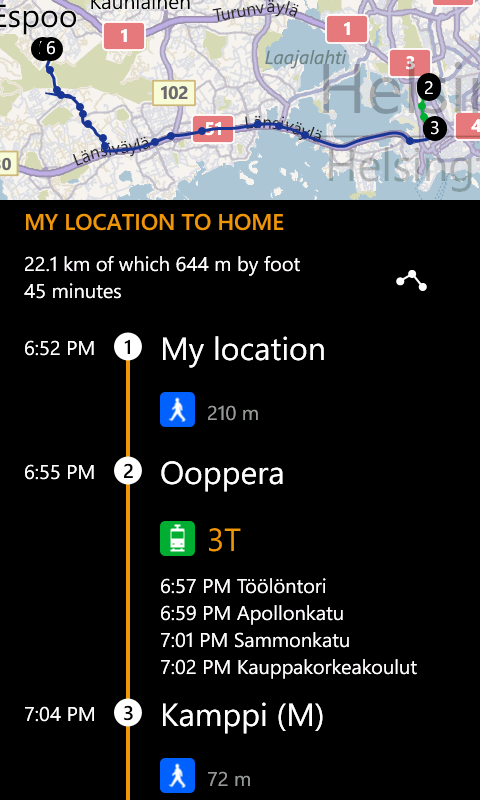 Espoo
Kauniainen
Turunväylä
1
1
Laajalahti
3
6
102
2
Helsin
51
Länsiväylä
3
4
Länsiväylä
Helsing
MY LOCATION TO HOME
22.1 km of which 644 m by foot
45 minutes
6:52 PM 1 My location
210 m
6:55 PM 2 Ooppera
3T
6:57 PM Töölöntori
6:59 PM Apollonkatu
7:01 PM Sammonkatu
7:02 PM Kauppakorkeakoulut
7:04 PM 3 Kamppi (M)
72 m